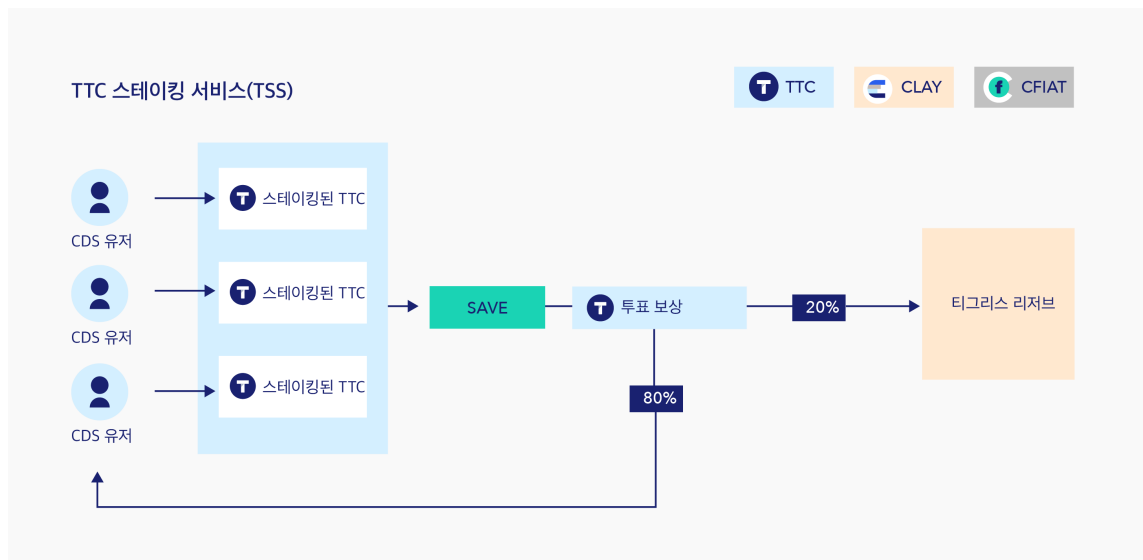 TTC 스테이킹 서비스(TSS)
TTC
CLAY
CFIAT
CDS 유저
스테이킹된 TTC
CDS 유저
스테이킹된 TTC
CDS 유저
스테이킹된 TTC
SAVE
투표 보상
20%
티그리스 리저브
80%